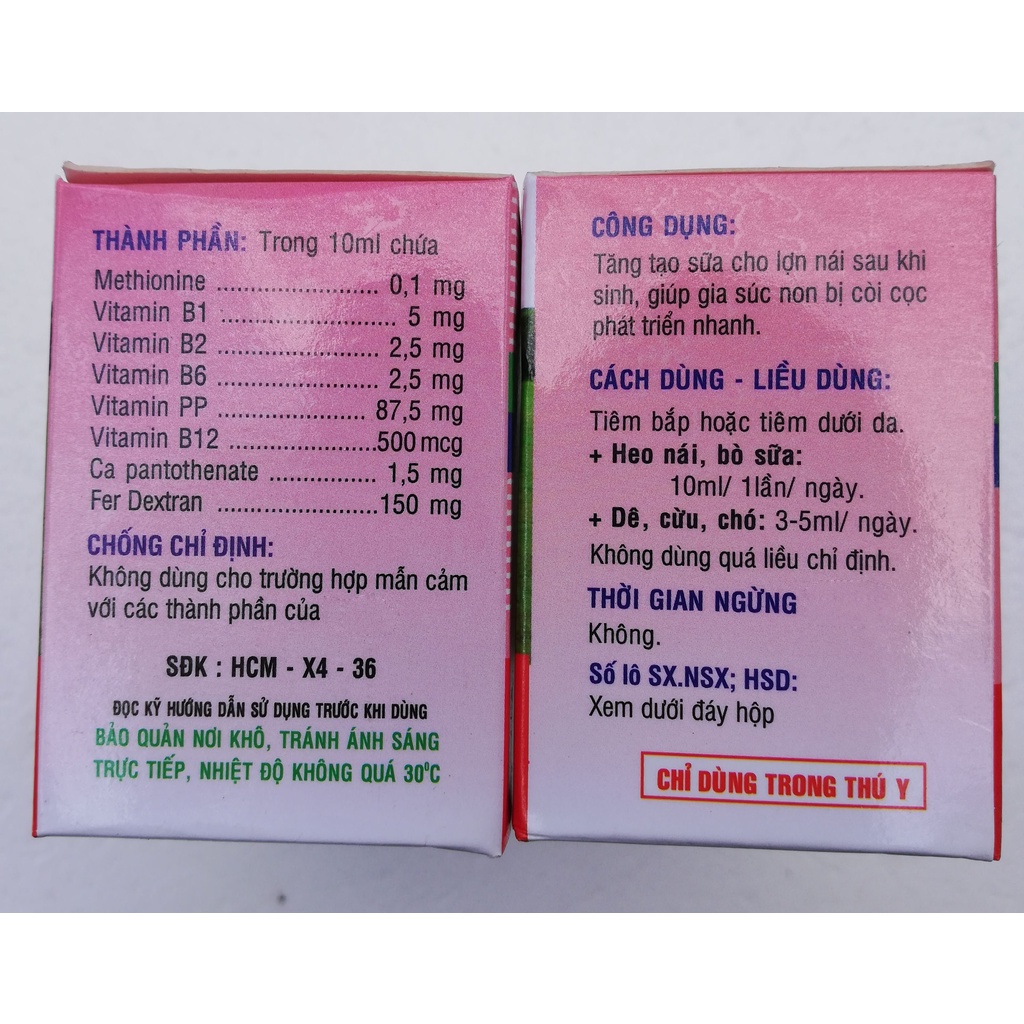 THÀNH PHẦN: Trong 10ml chứa
Methionine ........................ 0,1 mg
Vitamin B1 .......................... 5 mg
Vitamin B2 ........................ 2,5 mg
Vitamin B6 ........................ 2,5 mg
Vitamin PP ...................... 87,5 mg
Vitamin B12 ......................500 mcg
Ca pantothenate ................ 1,5 mg
Fer Dextran ........................150 mg
CHỐNG CHỈ ĐỊNH:
Không dùng cho trường hợp mẫn cảm
với các thành phần của
SĐK : HCM - X4 - 36
ĐỌC KỸ HƯỚNG DẪN SỬ DỤNG TRƯỚC KHI DÙNG
BẢO QUẢN NƠI KHÔ, TRÁNH ÁNH SÁNG
TRỰC TIẾP, NHIỆT ĐỘ KHÔNG QUÁ 30⁰C
CÔNG DỤNG:
Tăng tạo sữa cho lợn nái sau khi
sinh, giúp gia súc non bị còi cọc
phát triển nhanh.
CÁCH DÙNG - LIỀU DÙNG:
Tiêm bắp hoặc tiêm dưới da.
+ Heo nái, bò sữa:
10ml/ 1lần/ ngày.
+ Dê, cừu, chó: 3-5ml/ ngày.
Không dùng quá liều chỉ định.
THỜI GIAN NGỪNG
Không.
Số lô SX.NSX; HSD:
Xem dưới đáy hộp
CHỈ DÙNG TRONG THÚ Y